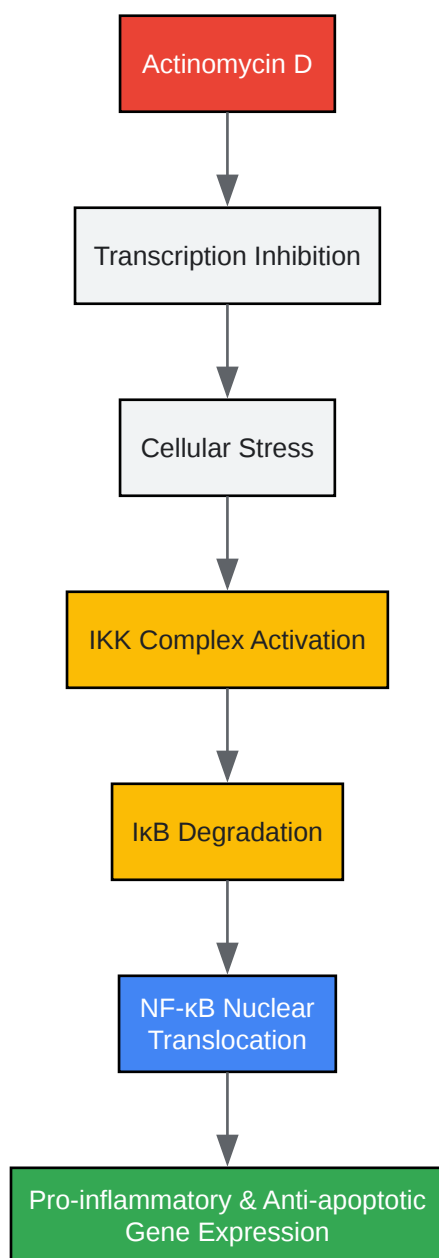 Actinomycin D
Transcription Inhibition
Cellular Stress
IKK Complex Activation
IκB Degradation
NF-κB Nuclear
Translocation
Pro-inflammatory & Anti-apoptotic
Gene Expression